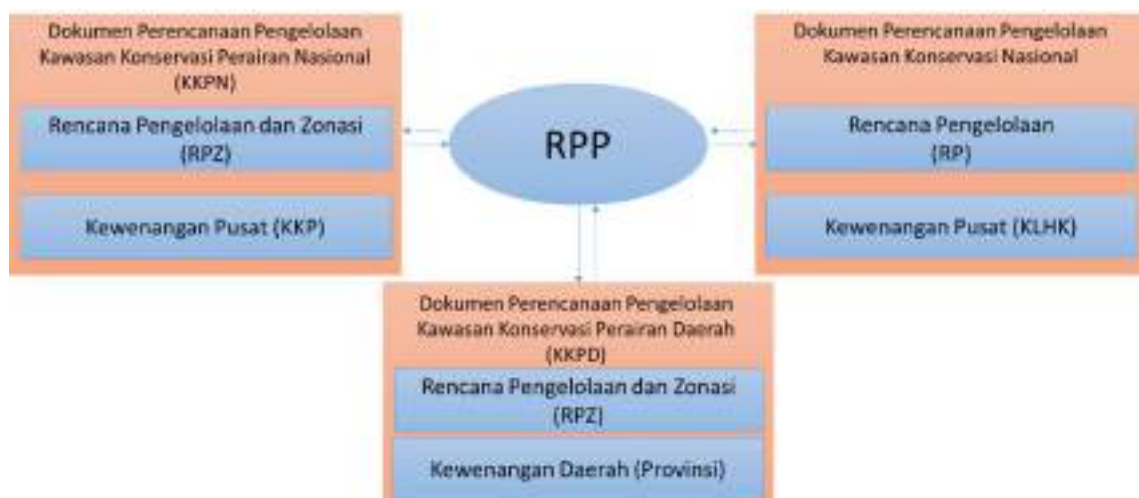 Dokumen Perencanaan Pengelolaan
Kawasan Konservasi Perairan Nasional
(KKPN)
Rencana Pengelolaan dan Zonasi
(RPZ)
Kewenangan Pusat (KKP)
RPP
Dokumen Perencanaan Pengelolaan
Kawasan Konservasi Nasional
Rencana Pengelolaan
(RP)
Kewenangan Pusat (KLHK)
Dokumen Perencanaan Pengelolaan
Kawasan Konservasi Perairan Daerah
(KKPD)
Rencana Pengelolaan dan Zonasi
(RPZ)
Kewenangan Daerah (Provinsi)